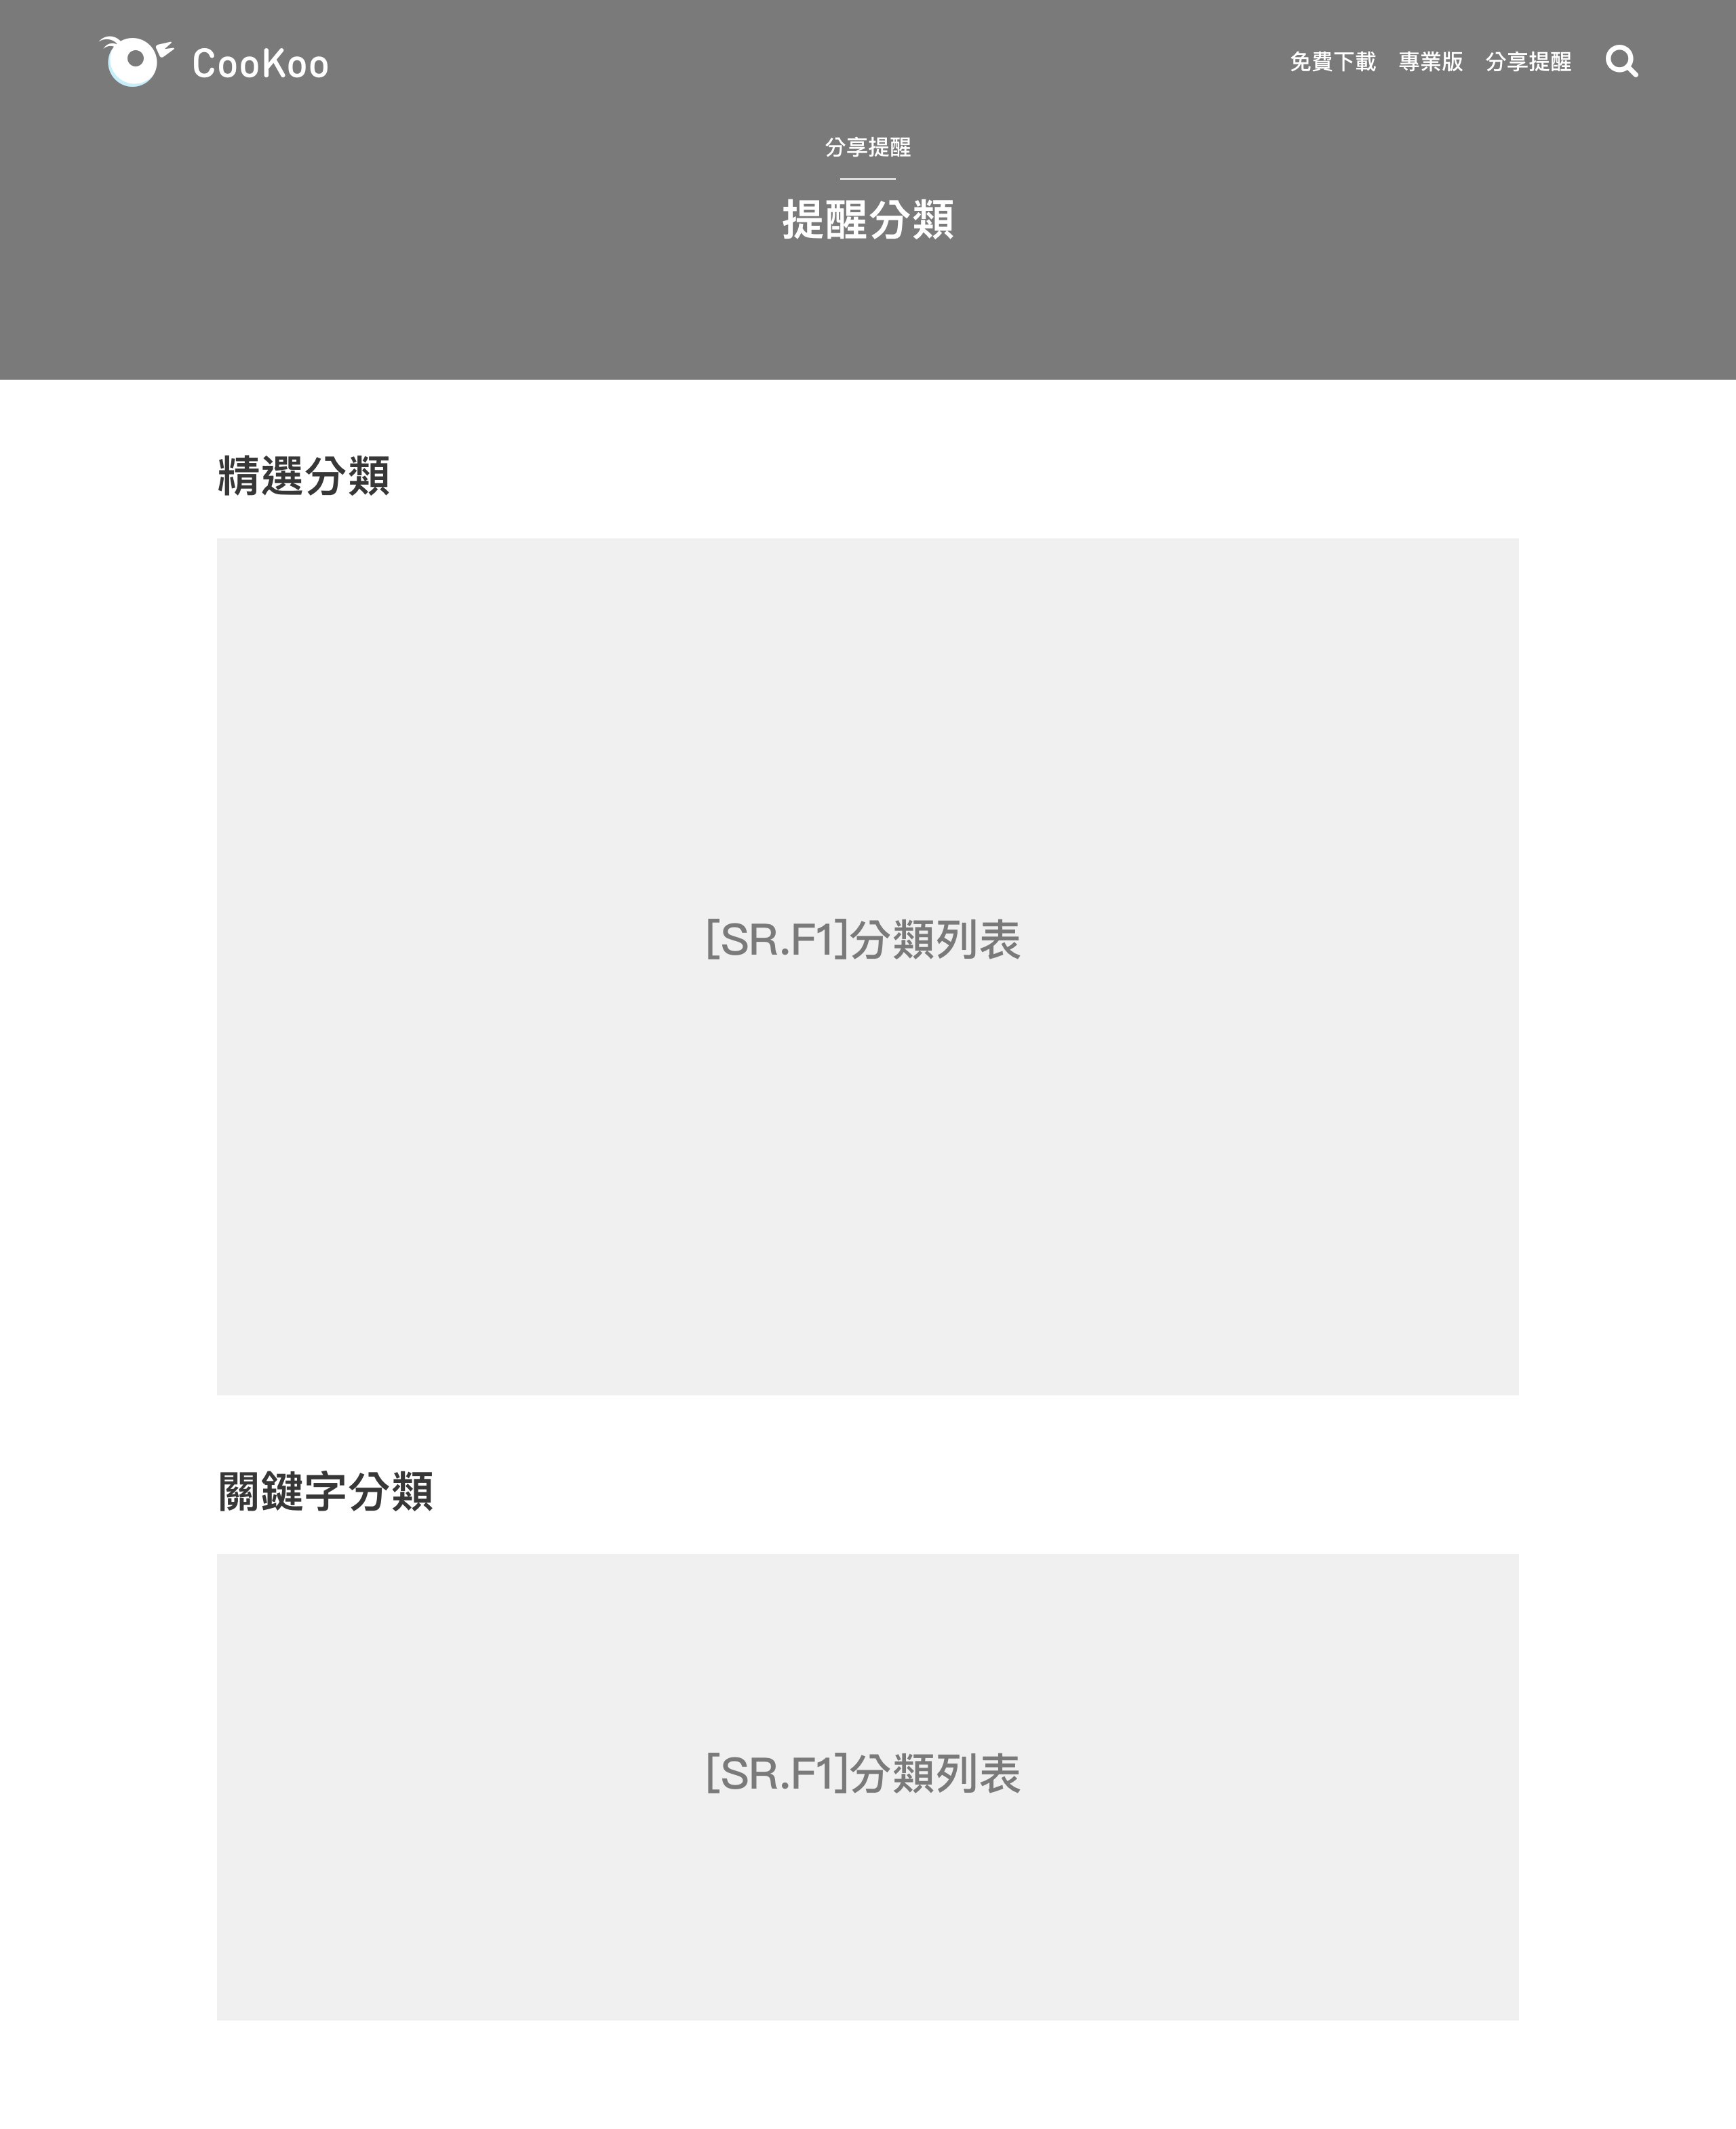 Cookoo
免費下載 專業版 分享提醒
分享提醒
提醒分類
精選分類
[SR.F1]分類列表
關鍵字分類
[SR.F1]分類列表